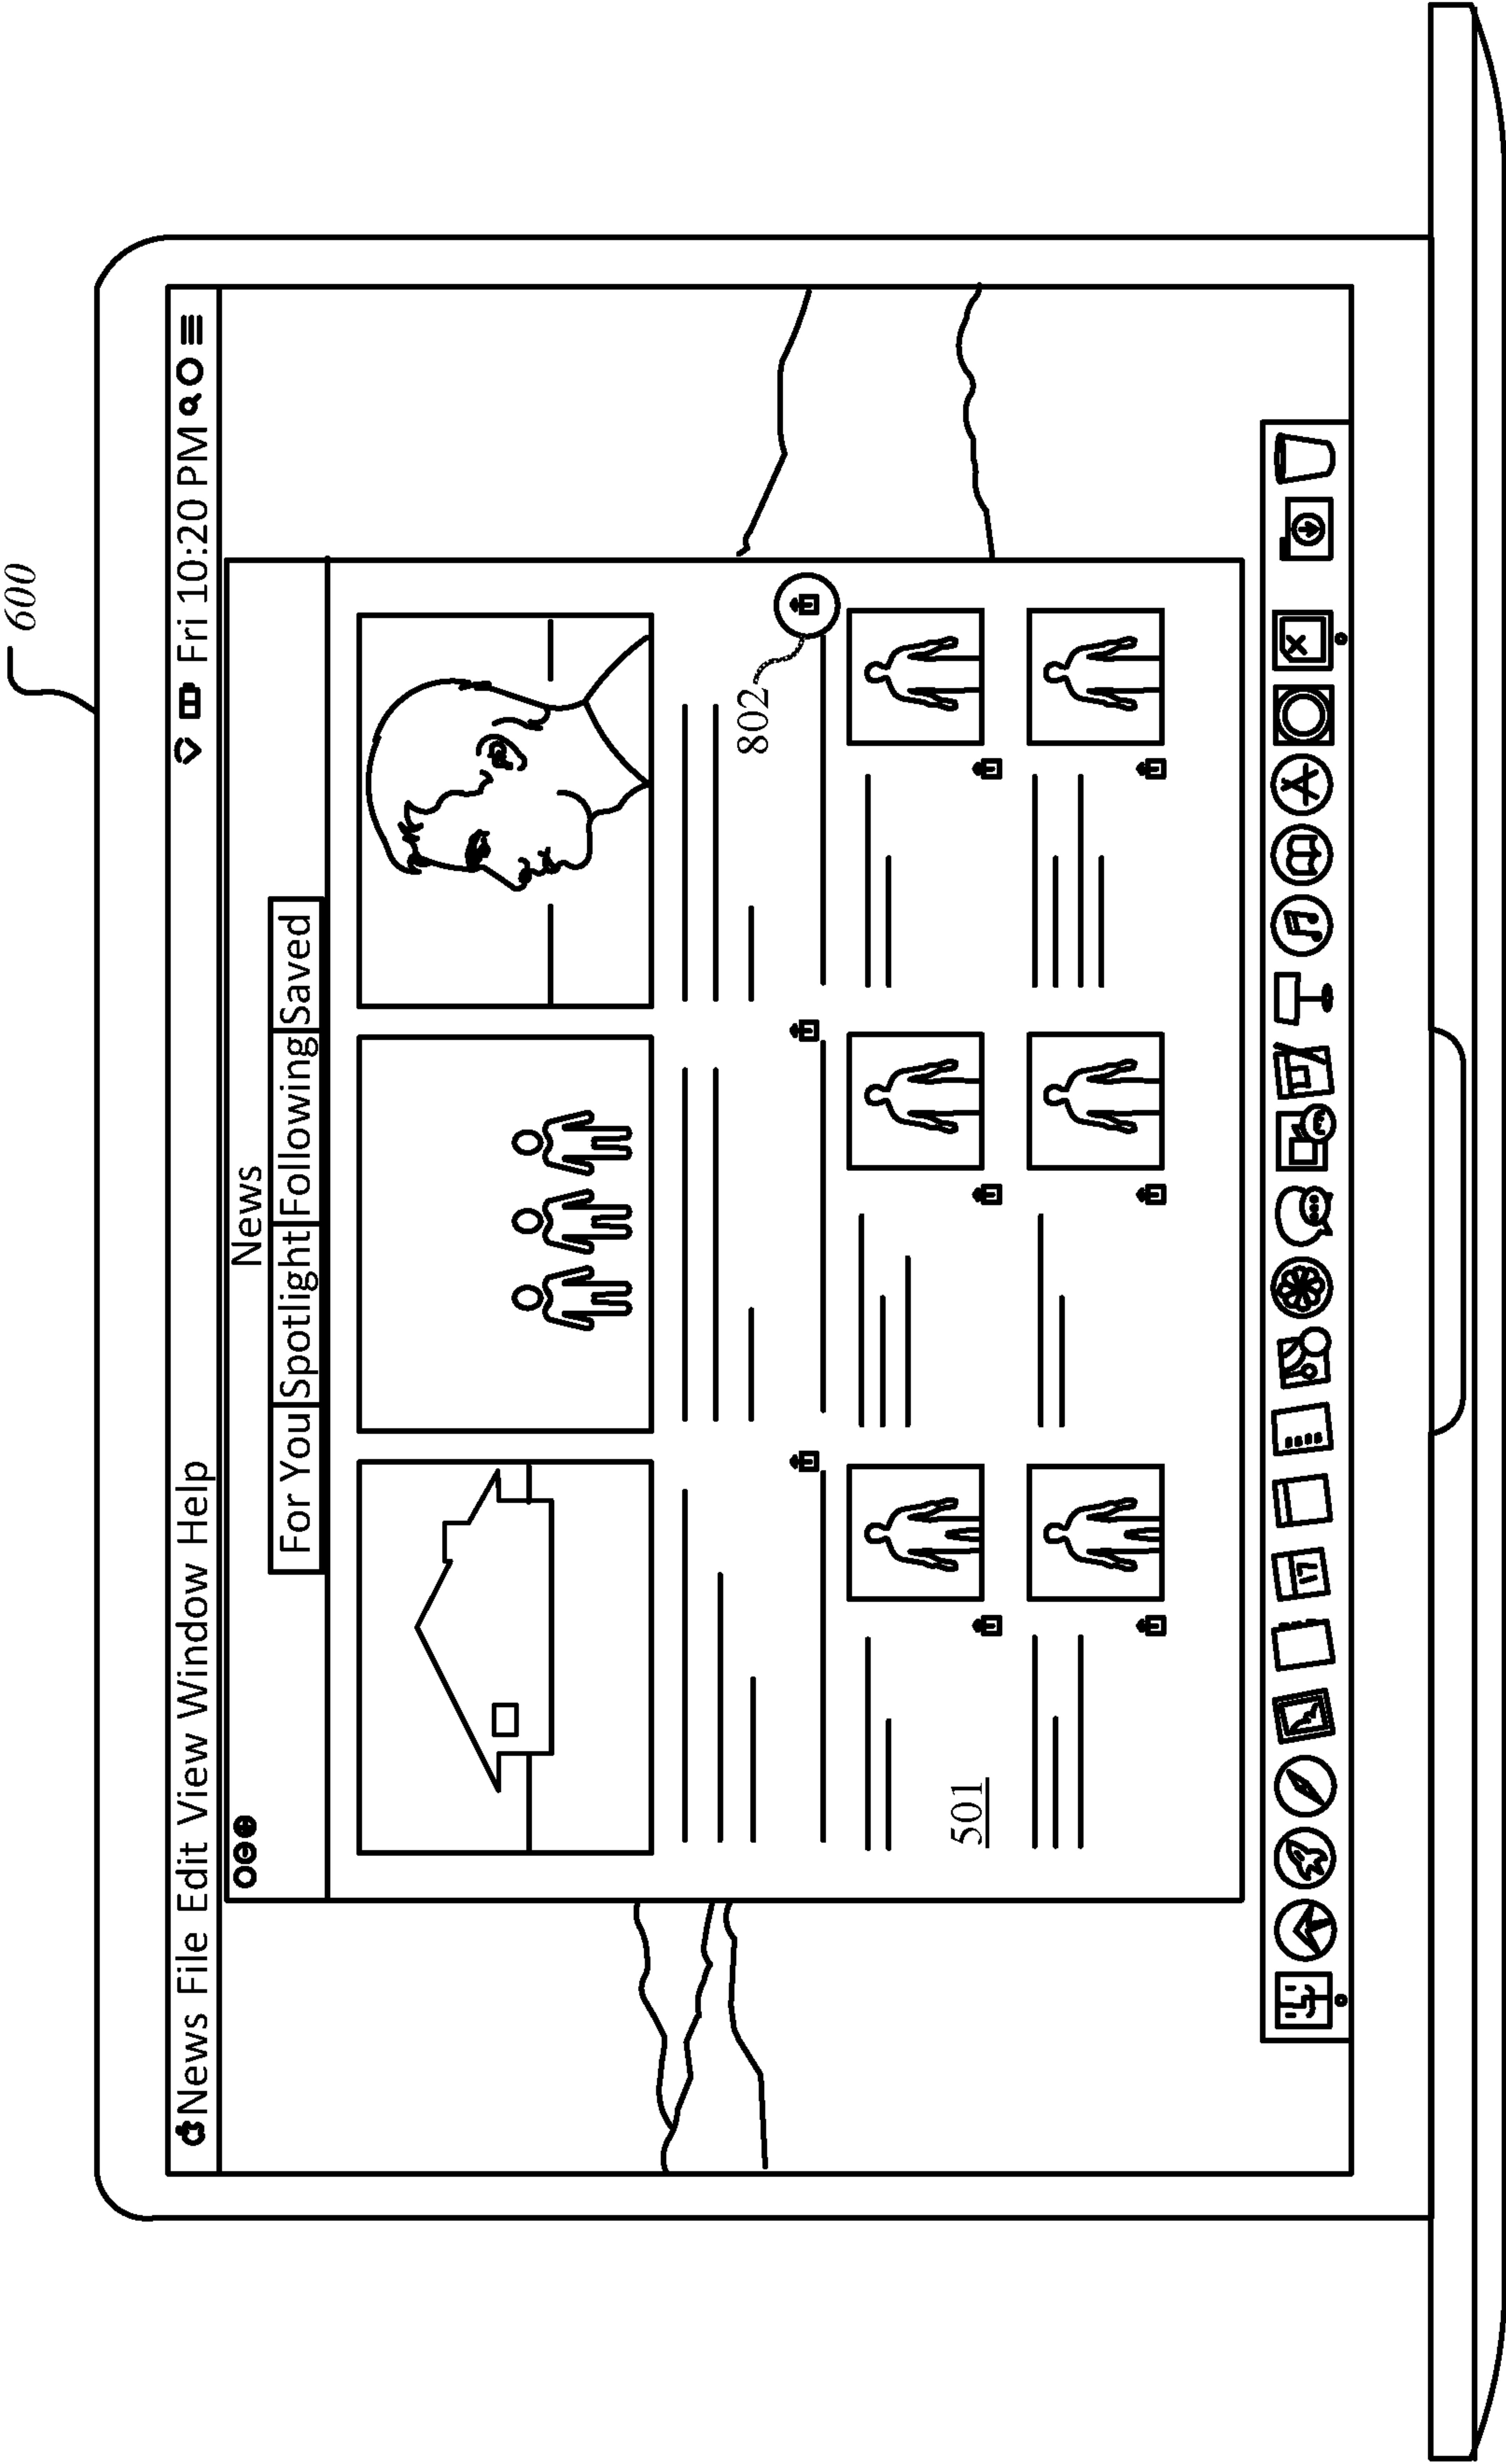 600
News File Edit View Window Help Fri 10:20 PM
News
For You Spotlight Following Saved
802
501
17